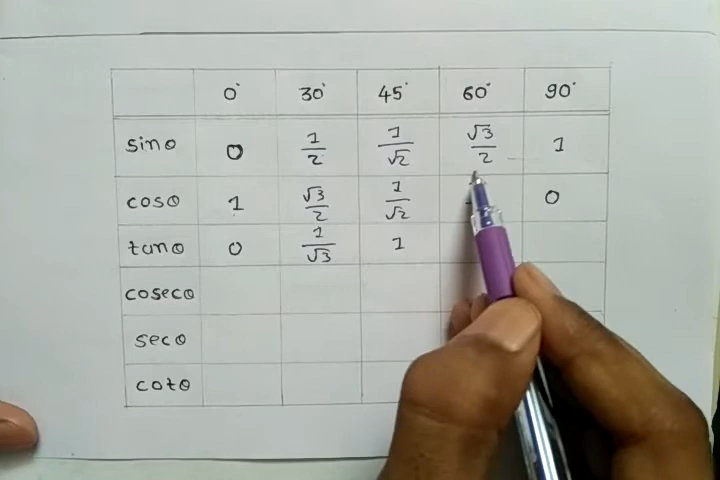 0° 30° 45° 60° 90°
sinθ 0 1/2 1/√2 √3/2 1
cosθ 1 √3/2 1/√2 0
tanθ 0 1/√3 1
cosecθ
secθ
cotθ